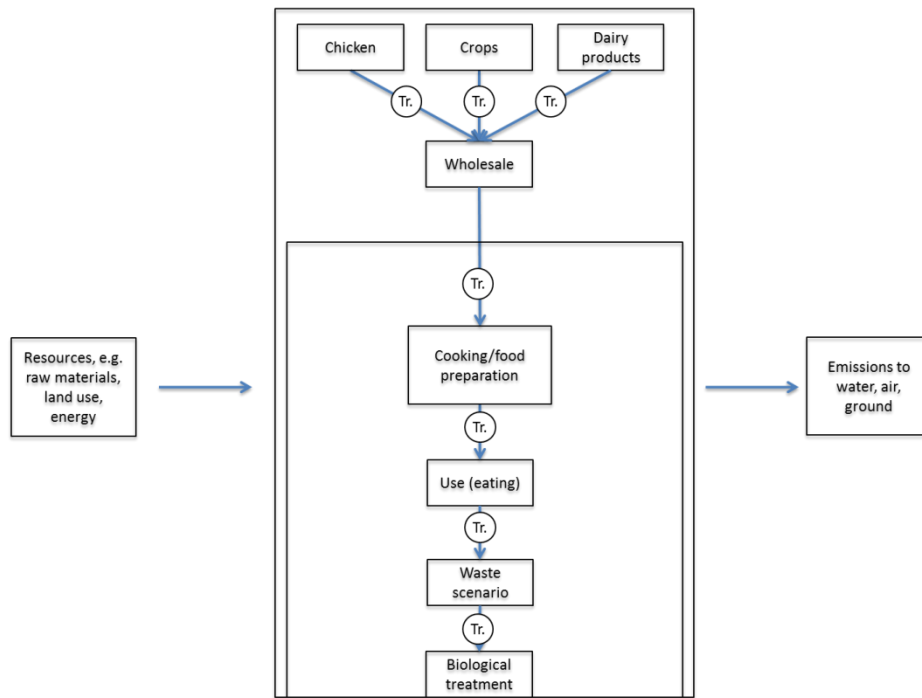 Chicken
Crops
Dairy
products
Tr.
Tr.
Tr.
Wholesale
Tr.
Resources, e.g.
raw materials,
land use,
energy
Cooking/food
preparation
Emissions to
water, air,
ground
Tr.
Use (eating)
Tr.
Waste
scenario
Tr.
Biological
treatment